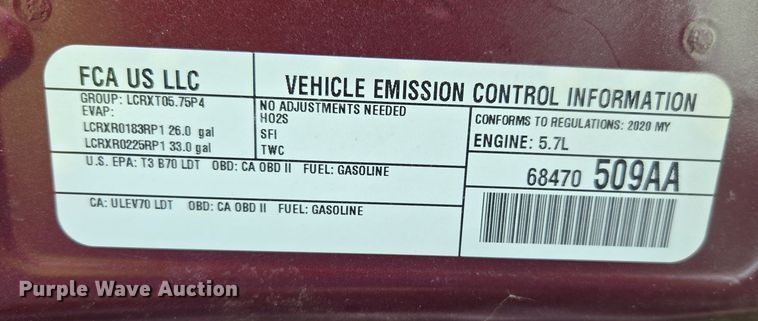 FCA US LLC
VEHICLE EMISSION CONTROL INFORMATION
GROUP: LCRXT05.75P4
EVAP:
LCRXR0183RP1 26.0 gal
LCRXR0225RP1 33.0 gal
NO ADJUSTMENTS NEEDED
HO2S
SFI
TWC
CONFORMS TO REGULATIONS: 2020 MY
ENGINE: 5.7L
U.S. EPA: T3 B70 LDT OBD: CA OBD II FUEL: GASOLINE
68470 509AA
CA: ULEV70 LDT OBD: CA OBD II FUEL: GASOLINE
Purple Wave Auction